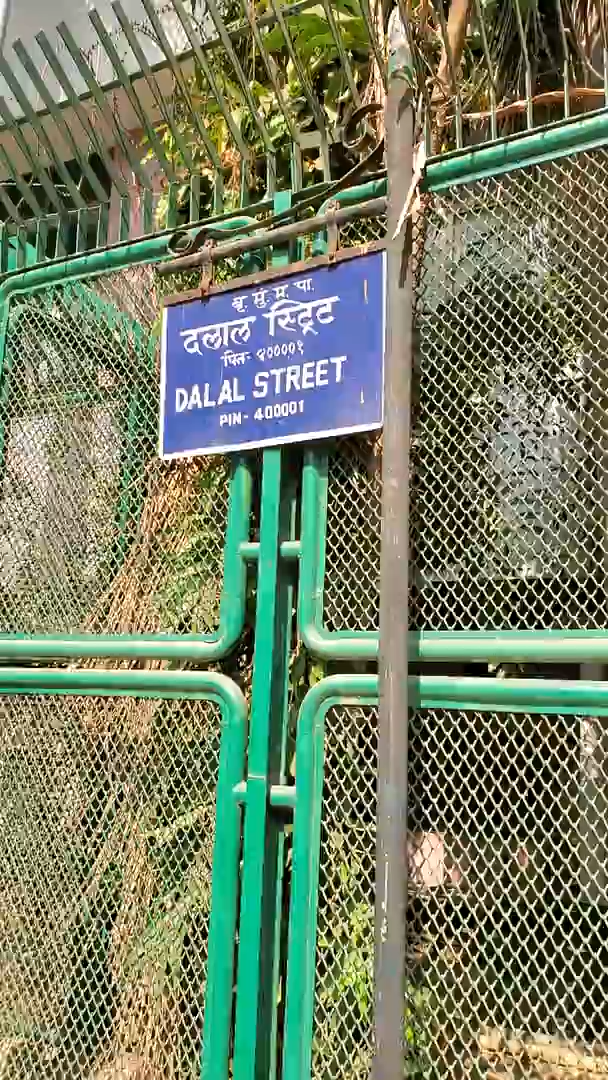 बृ. मुं. म. पा.
दलाल स्ट्रिट
पिन- ४००००१
DALAL STREET
PIN- 400001